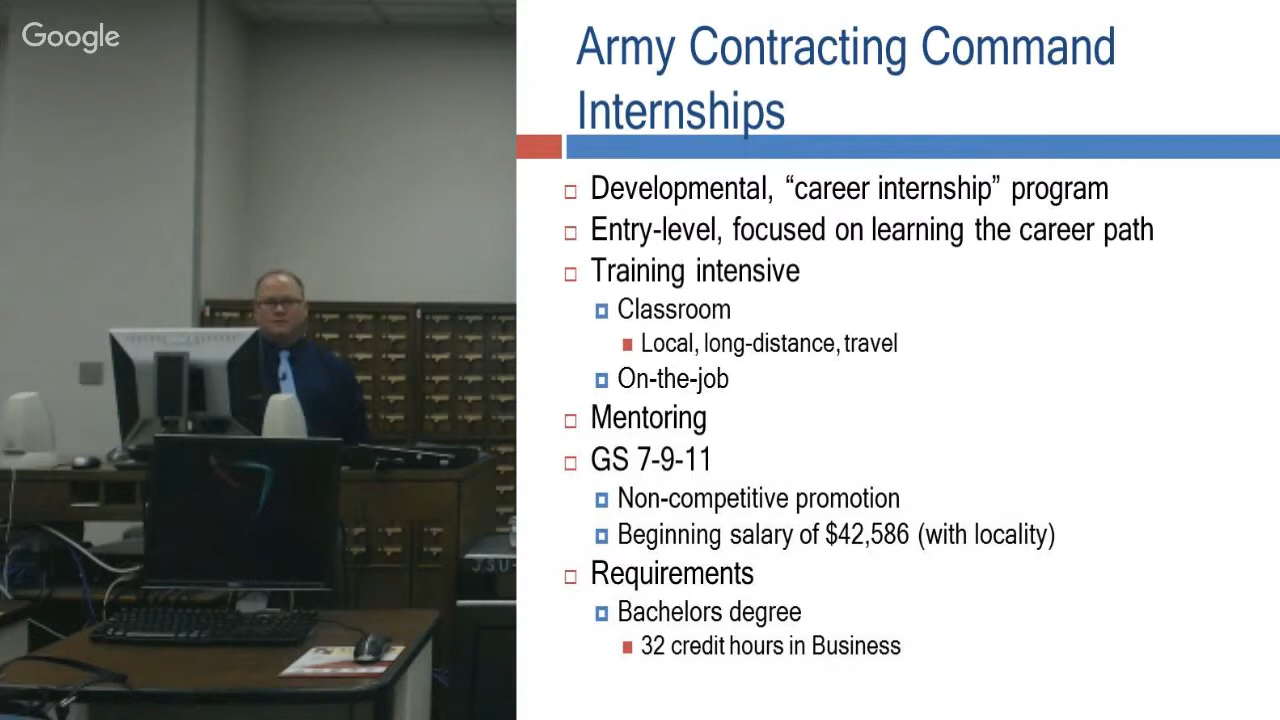 Google
Army Contracting Command
Internships
Developmental, “career internship” program
Entry-level, focused on learning the career path
Training intensive
Classroom
Local, long-distance, travel
On-the-job
Mentoring
GS 7-9-11
Non-competitive promotion
Beginning salary of $42,586 (with locality)
Requirements
Bachelors degree
32 credit hours in Business
JSU